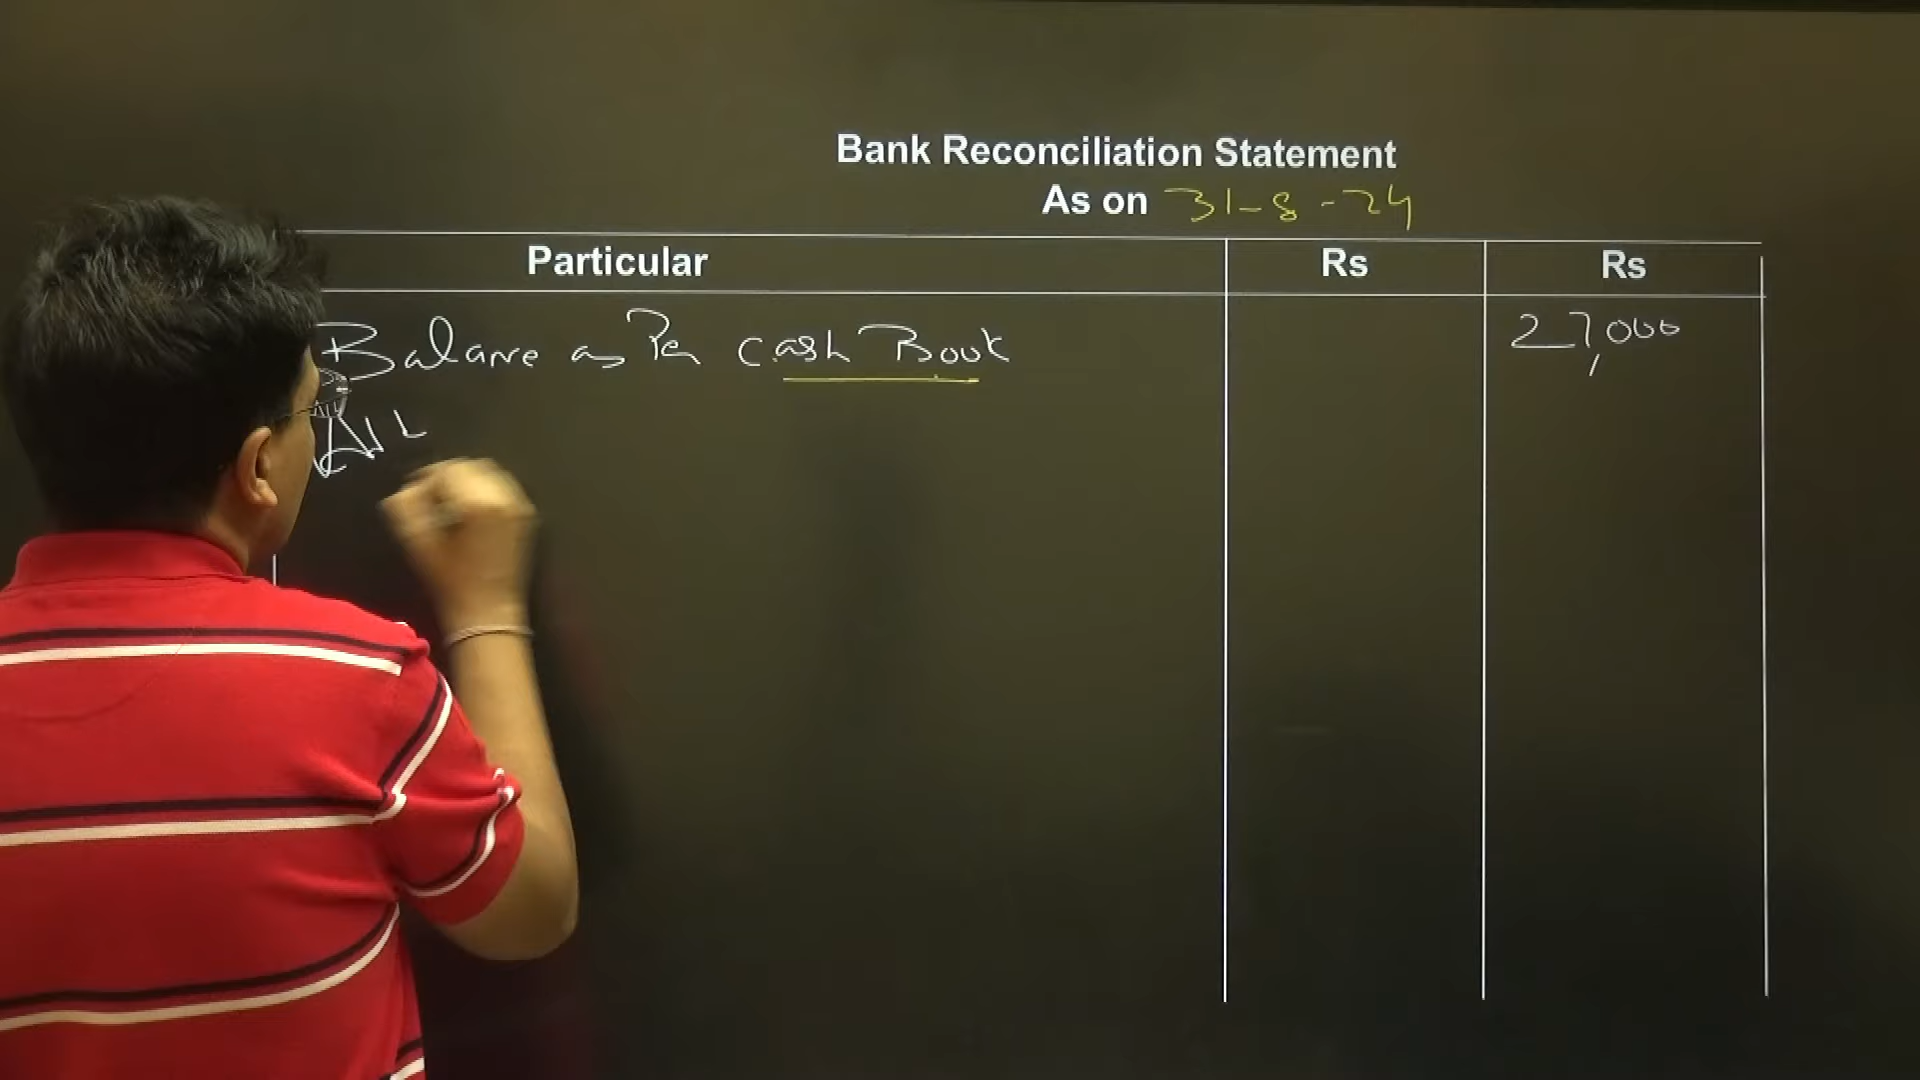 Bank Reconciliation Statement
As on 31-8-24
Particular Rs Rs
Balance as Per Cash Book 27,000